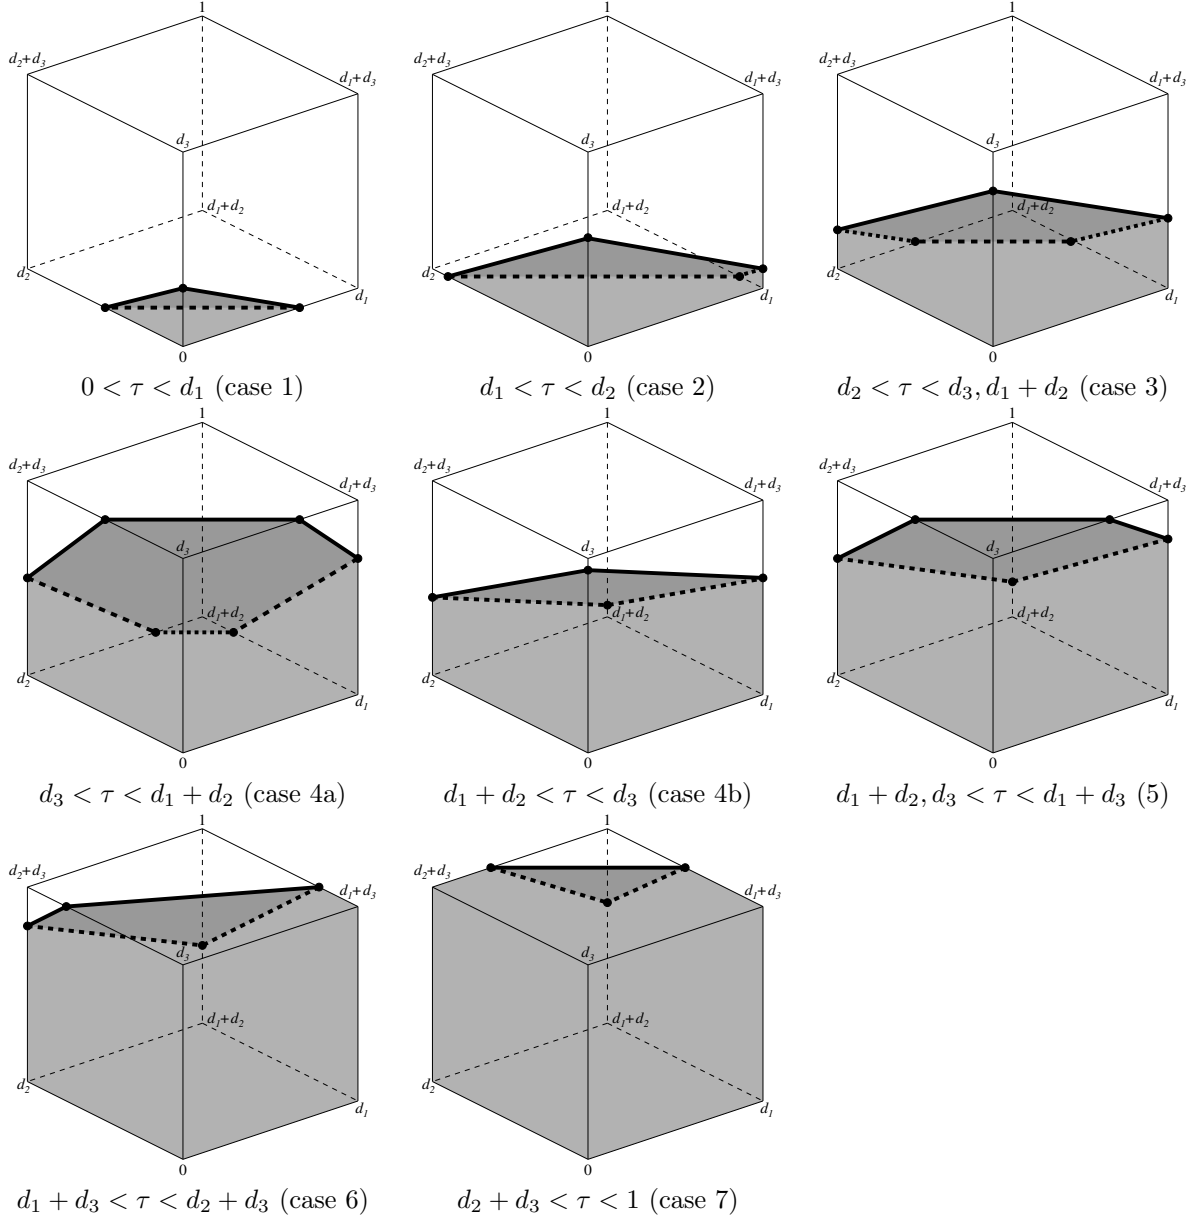 1 1 1
d₂+d₃ d₁+d₃ d₂+d₃ d₁+d₃ d₂+d₃ d₁+d₃
d₃ d₃ d₃
d₁+d₂ d₁+d₂ d₁+d₂
d₂ d₁ d₂ d₁ d₂ d₁
0 0 0
0 < τ < d₁ (case 1) d₁ < τ < d₂ (case 2) d₂ < τ < d₃, d₁ + d₂ (case 3)
1 1 1
d₂+d₃ d₁+d₃ d₂+d₃ d₁+d₃ d₂+d₃ d₁+d₃
d₃ d₃ d₃
d₁+d₂ d₁+d₂ d₁+d₂
d₂ d₁ d₂ d₁ d₂ d₁
0 0 0
d₃ < τ < d₁ + d₂ (case 4a) d₁ + d₂ < τ < d₃ (case 4b) d₁ + d₂, d₃ < τ < d₁ + d₃ (5)
1 1
d₂+d₃ d₁+d₃ d₂+d₃ d₁+d₃
d₃ d₃
d₁+d₂ d₁+d₂
d₂ d₁ d₂ d₁
0 0
d₁ + d₃ < τ < d₂ + d₃ (case 6) d₂ + d₃ < τ < 1 (case 7)